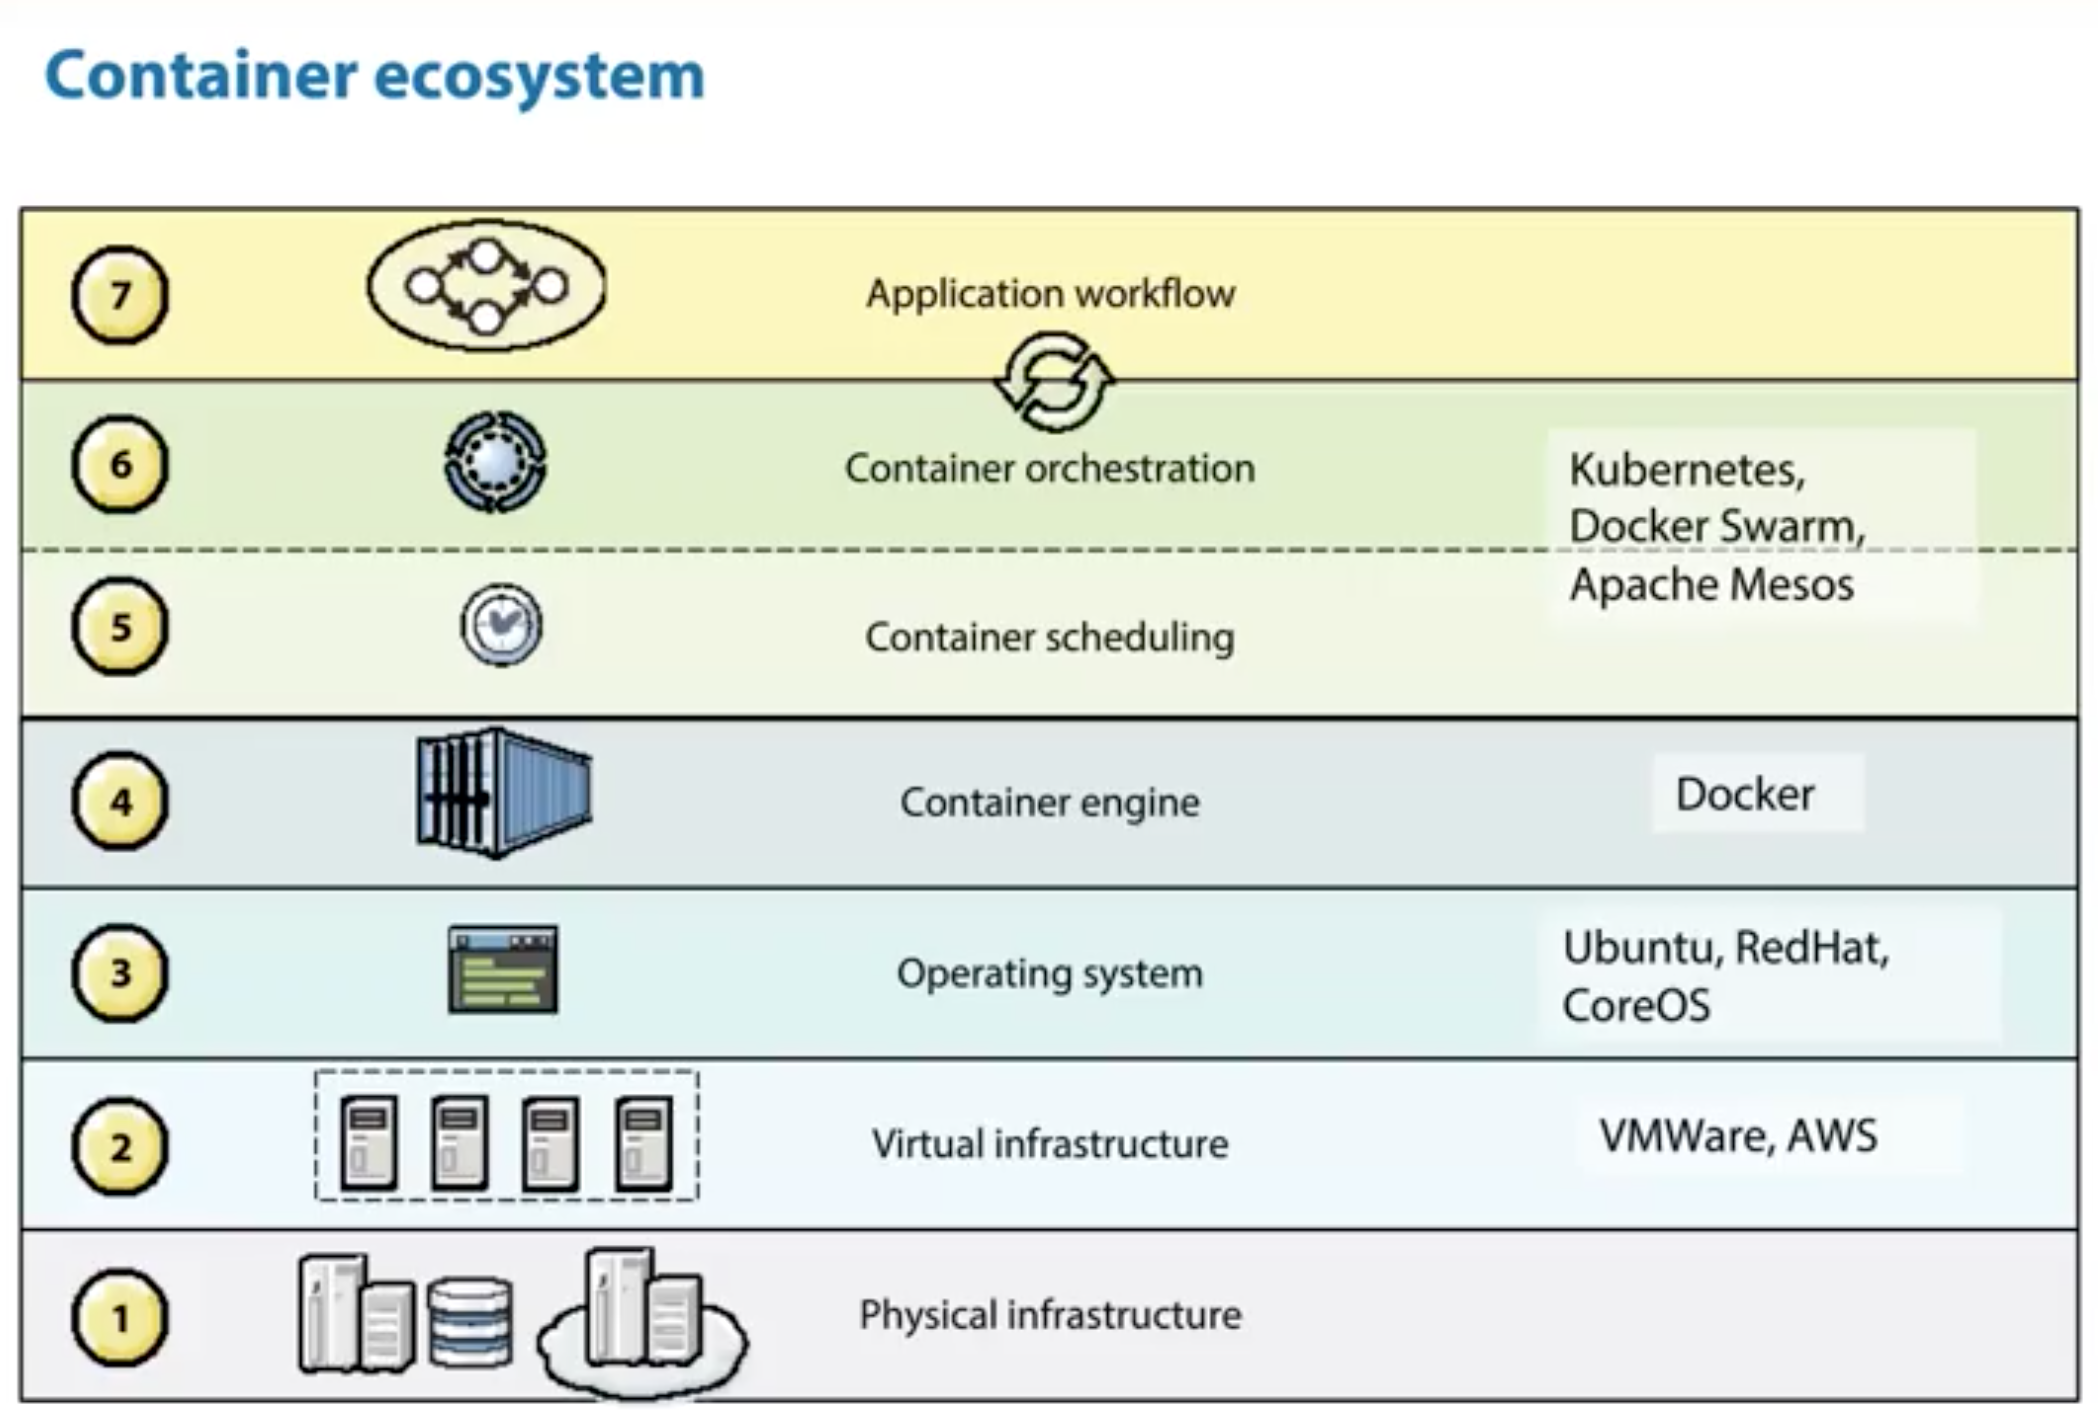 Container ecosystem
7
Application workflow
6
Container orchestration
Kubernetes,
Docker Swarm,
Apache Mesos
5
Container scheduling
4
Container engine
Docker
3
Operating system
Ubuntu, RedHat,
CoreOS
2
Virtual infrastructure
VMWare, AWS
1
Physical infrastructure